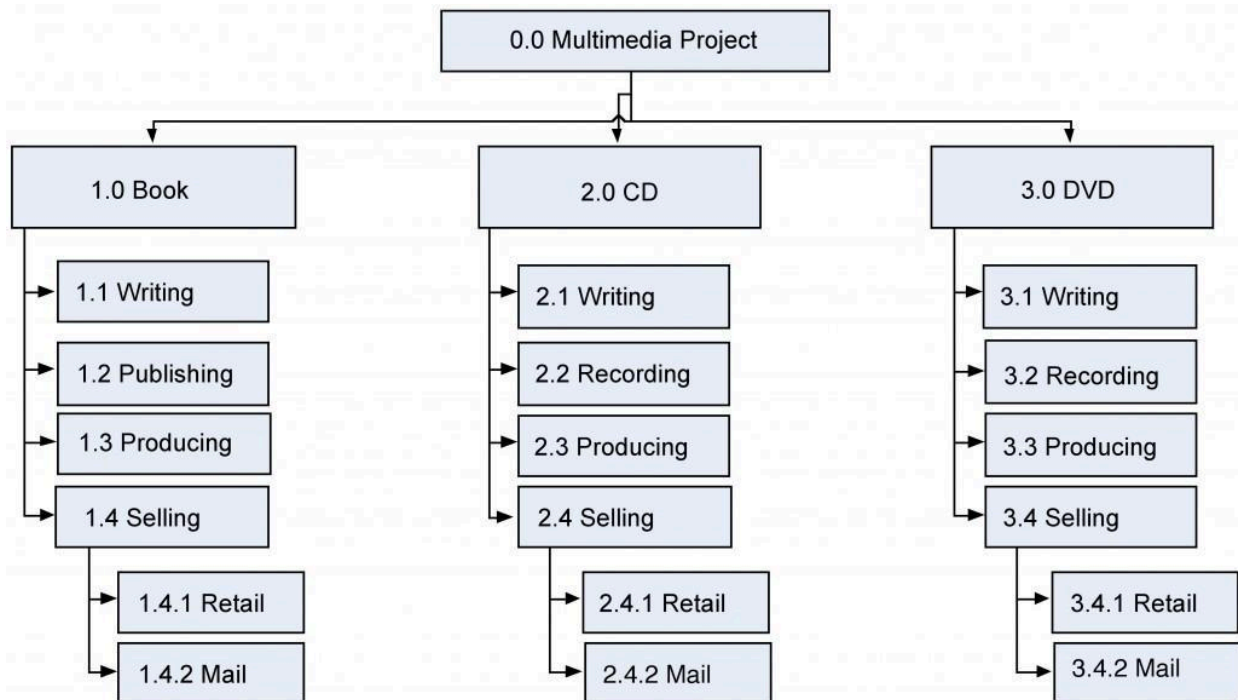 0.0 Multimedia Project
1.0 Book
2.0 CD
3.0 DVD
1.1 Writing
2.1 Writing
3.1 Writing
1.2 Publishing
2.2 Recording
3.2 Recording
1.3 Producing
2.3 Producing
3.3 Producing
1.4 Selling
2.4 Selling
3.4 Selling
1.4.1 Retail
2.4.1 Retail
3.4.1 Retail
1.4.2 Mail
2.4.2 Mail
3.4.2 Mail